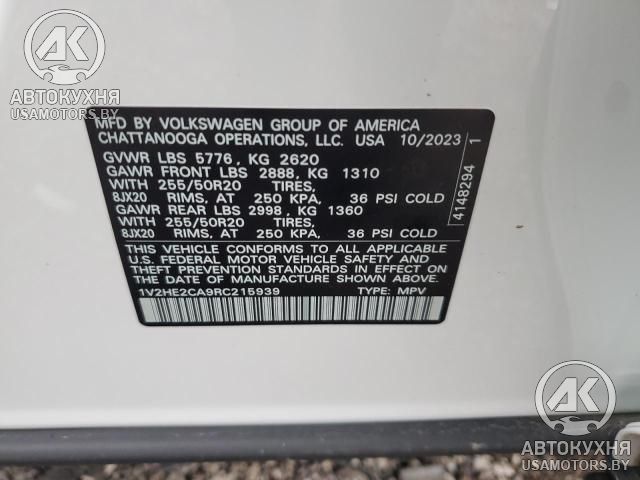 AK
АВТОКУХНЯ
USAMOTORS.BY
MFD BY VOLKSWAGEN GROUP OF AMERICA
CHATTANOOGA OPERATIONS, LLC. USA 10/2023
GVWR LBS 5776, KG 2620
GAWR FRONT LBS 2888, KG 1310
WITH 255/50R20 TIRES,
8JX20 RIMS, AT 250 KPA, 36 PSI COLD
GAWR REAR LBS 2998, KG 1360
WITH 255/50R20 TIRES,
8JX20 RIMS, AT 250 KPA, 36 PSI COLD
THIS VEHICLE CONFORMS TO ALL APPLICABLE
U.S. FEDERAL MOTOR VEHICLE SAFETY AND
THEFT PREVENTION STANDARDS IN EFFECT ON
THE DATE OF MANUFACTURE SHOWN ABOVE.
1V2HE2CA9RC215939 TYPE: MPV
4148294 1
AK
АВТОКУХНЯ
USAMOTORS.BY